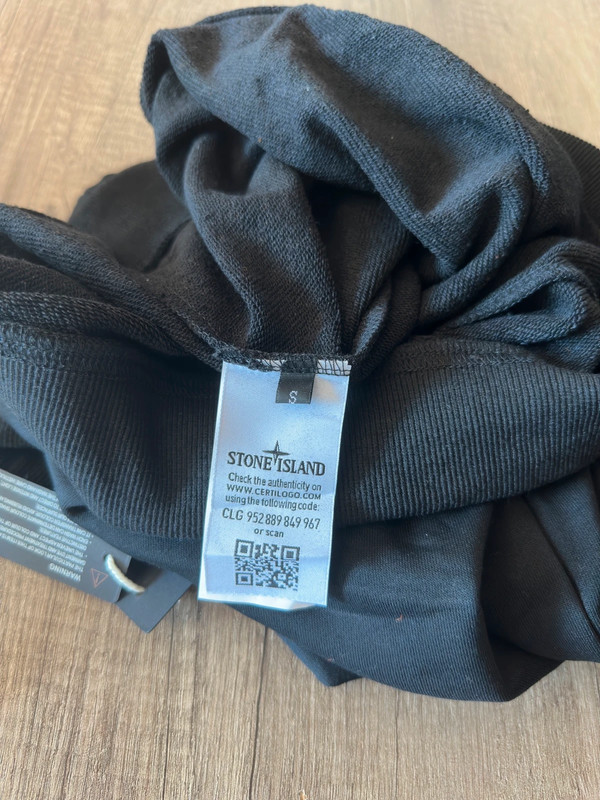 S
STONE ISLAND
Check the authenticity on
WWW.CERTILOGO.COM
using the following code:
CLG 952 889 849 967
or scan
WARNING